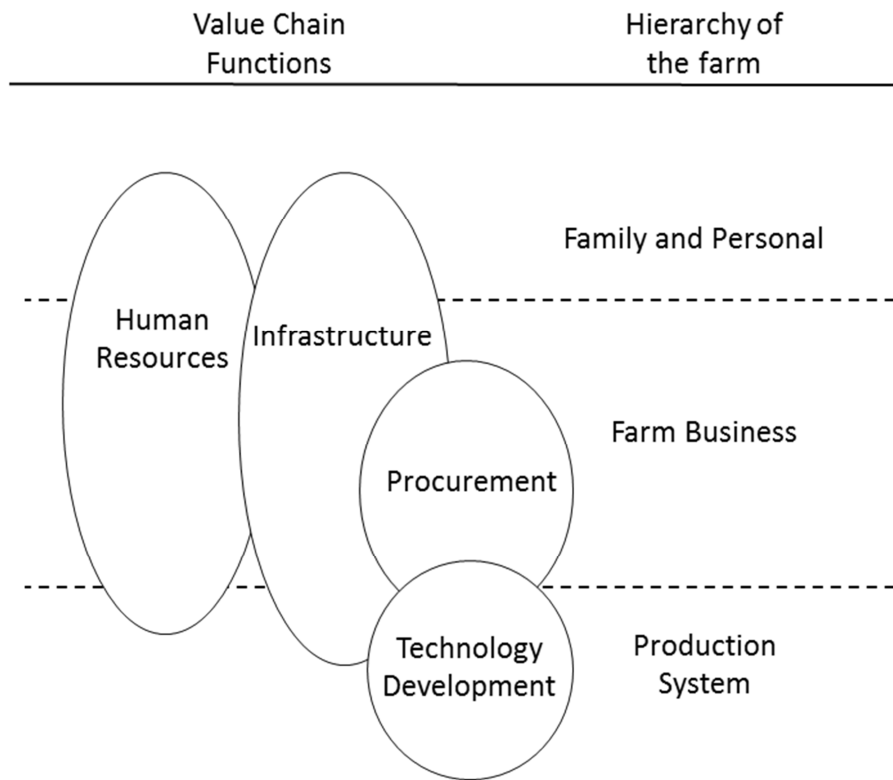 Value Chain
Functions
Hierarchy of
the farm
Family and Personal
Human
Resources
Infrastructure
Farm Business
Procurement
Technology
Development
Production
System